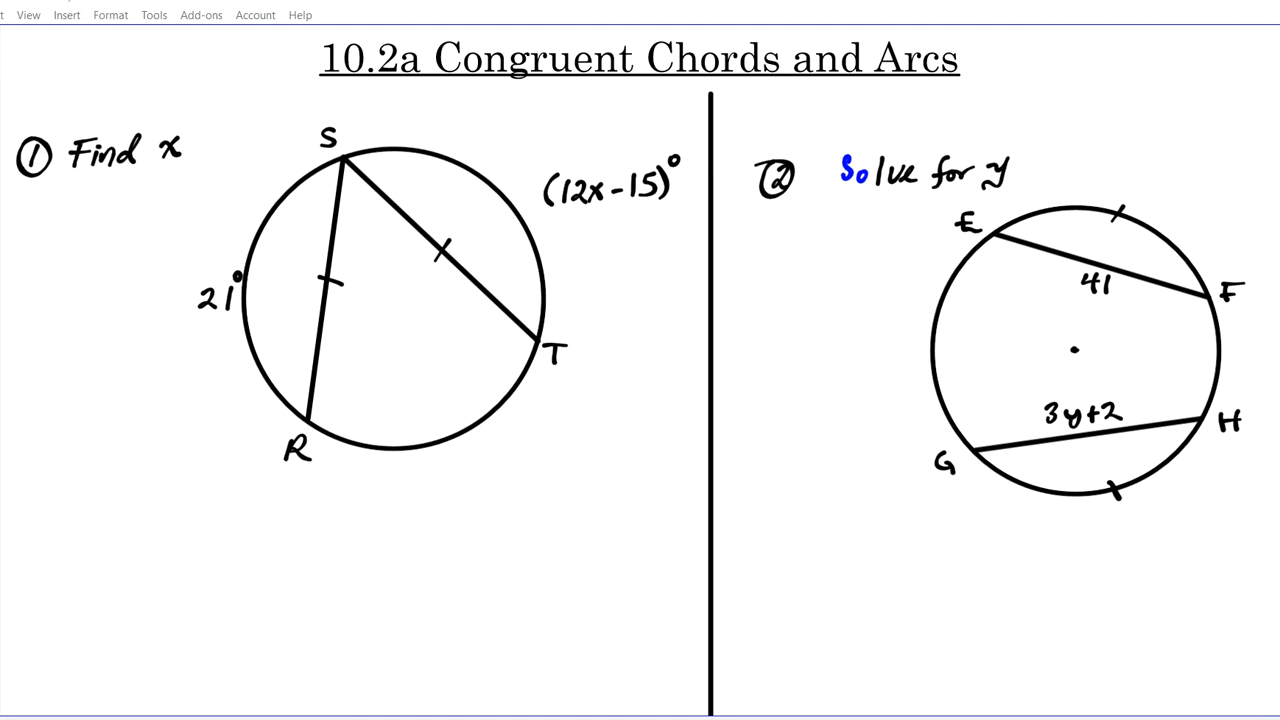 t View Insert Format Tools Add-ons Account Help
10.2a Congruent Chords and Arcs
① Find x
S
(12x-15)°
21°
T
R
② Solve for y
E
41
F
3y+2
H
G